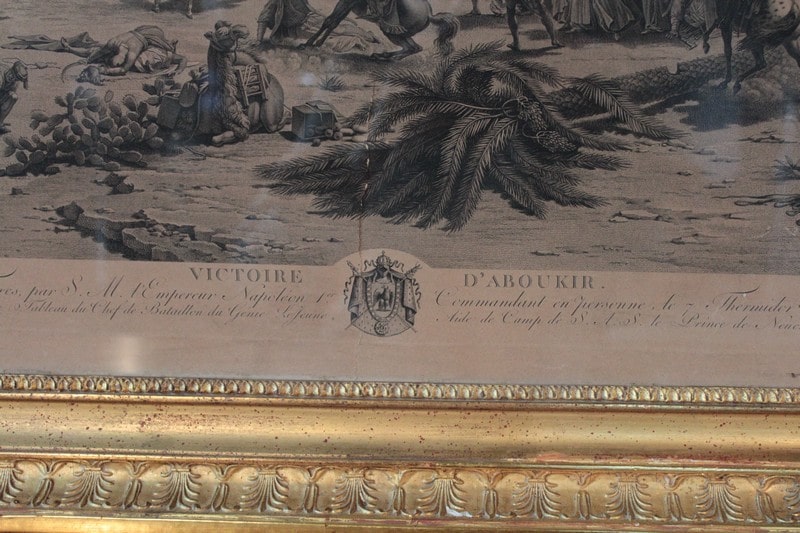 VICTOIRE D'ABOUKIR.
par S. M. l'Empereur Napoléon 1er Commandant en personne, le 7 Thermidor
Tableau du Chef de Bataillon du Génie Lejeune, Aide de Camp de S. A. S. le Prince de